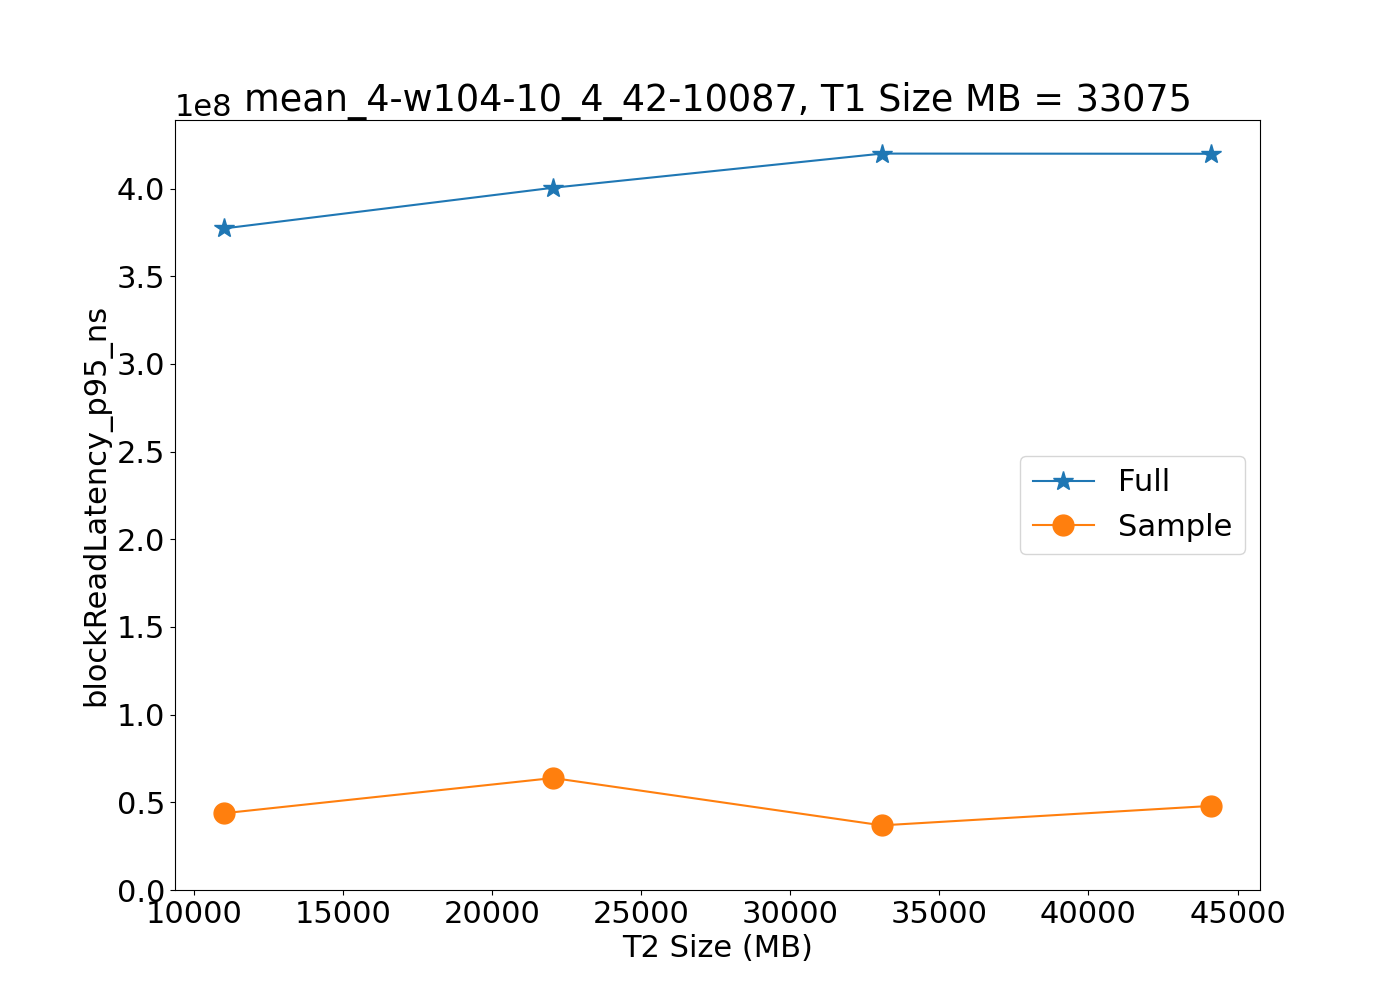 1e8
mean_4-w104-10_4_42-10087, T1 Size MB = 33075
4.0
3.5
3.0
2.5
2.0
1.5
1.0
0.5
0.0
blockReadLatency_p95_ns
Full
Sample
10000 15000 20000 25000 30000 35000 40000 45000
T2 Size (MB)